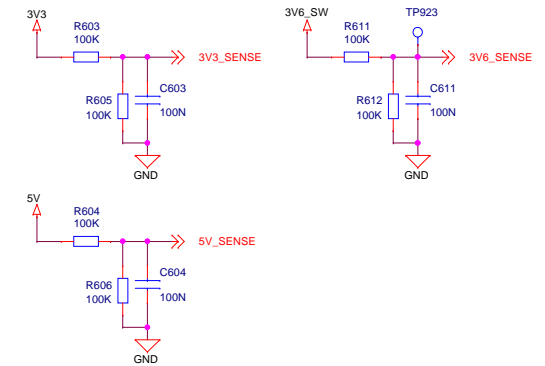 3V3
R603
100K
3V3_SENSE
R605
100K
C603
100N
GND
3V6_SW
TP923
R611
100K
3V6_SENSE
R612
100K
C611
100N
GND
5V
R604
100K
5V_SENSE
R606
100K
C604
100N
GND